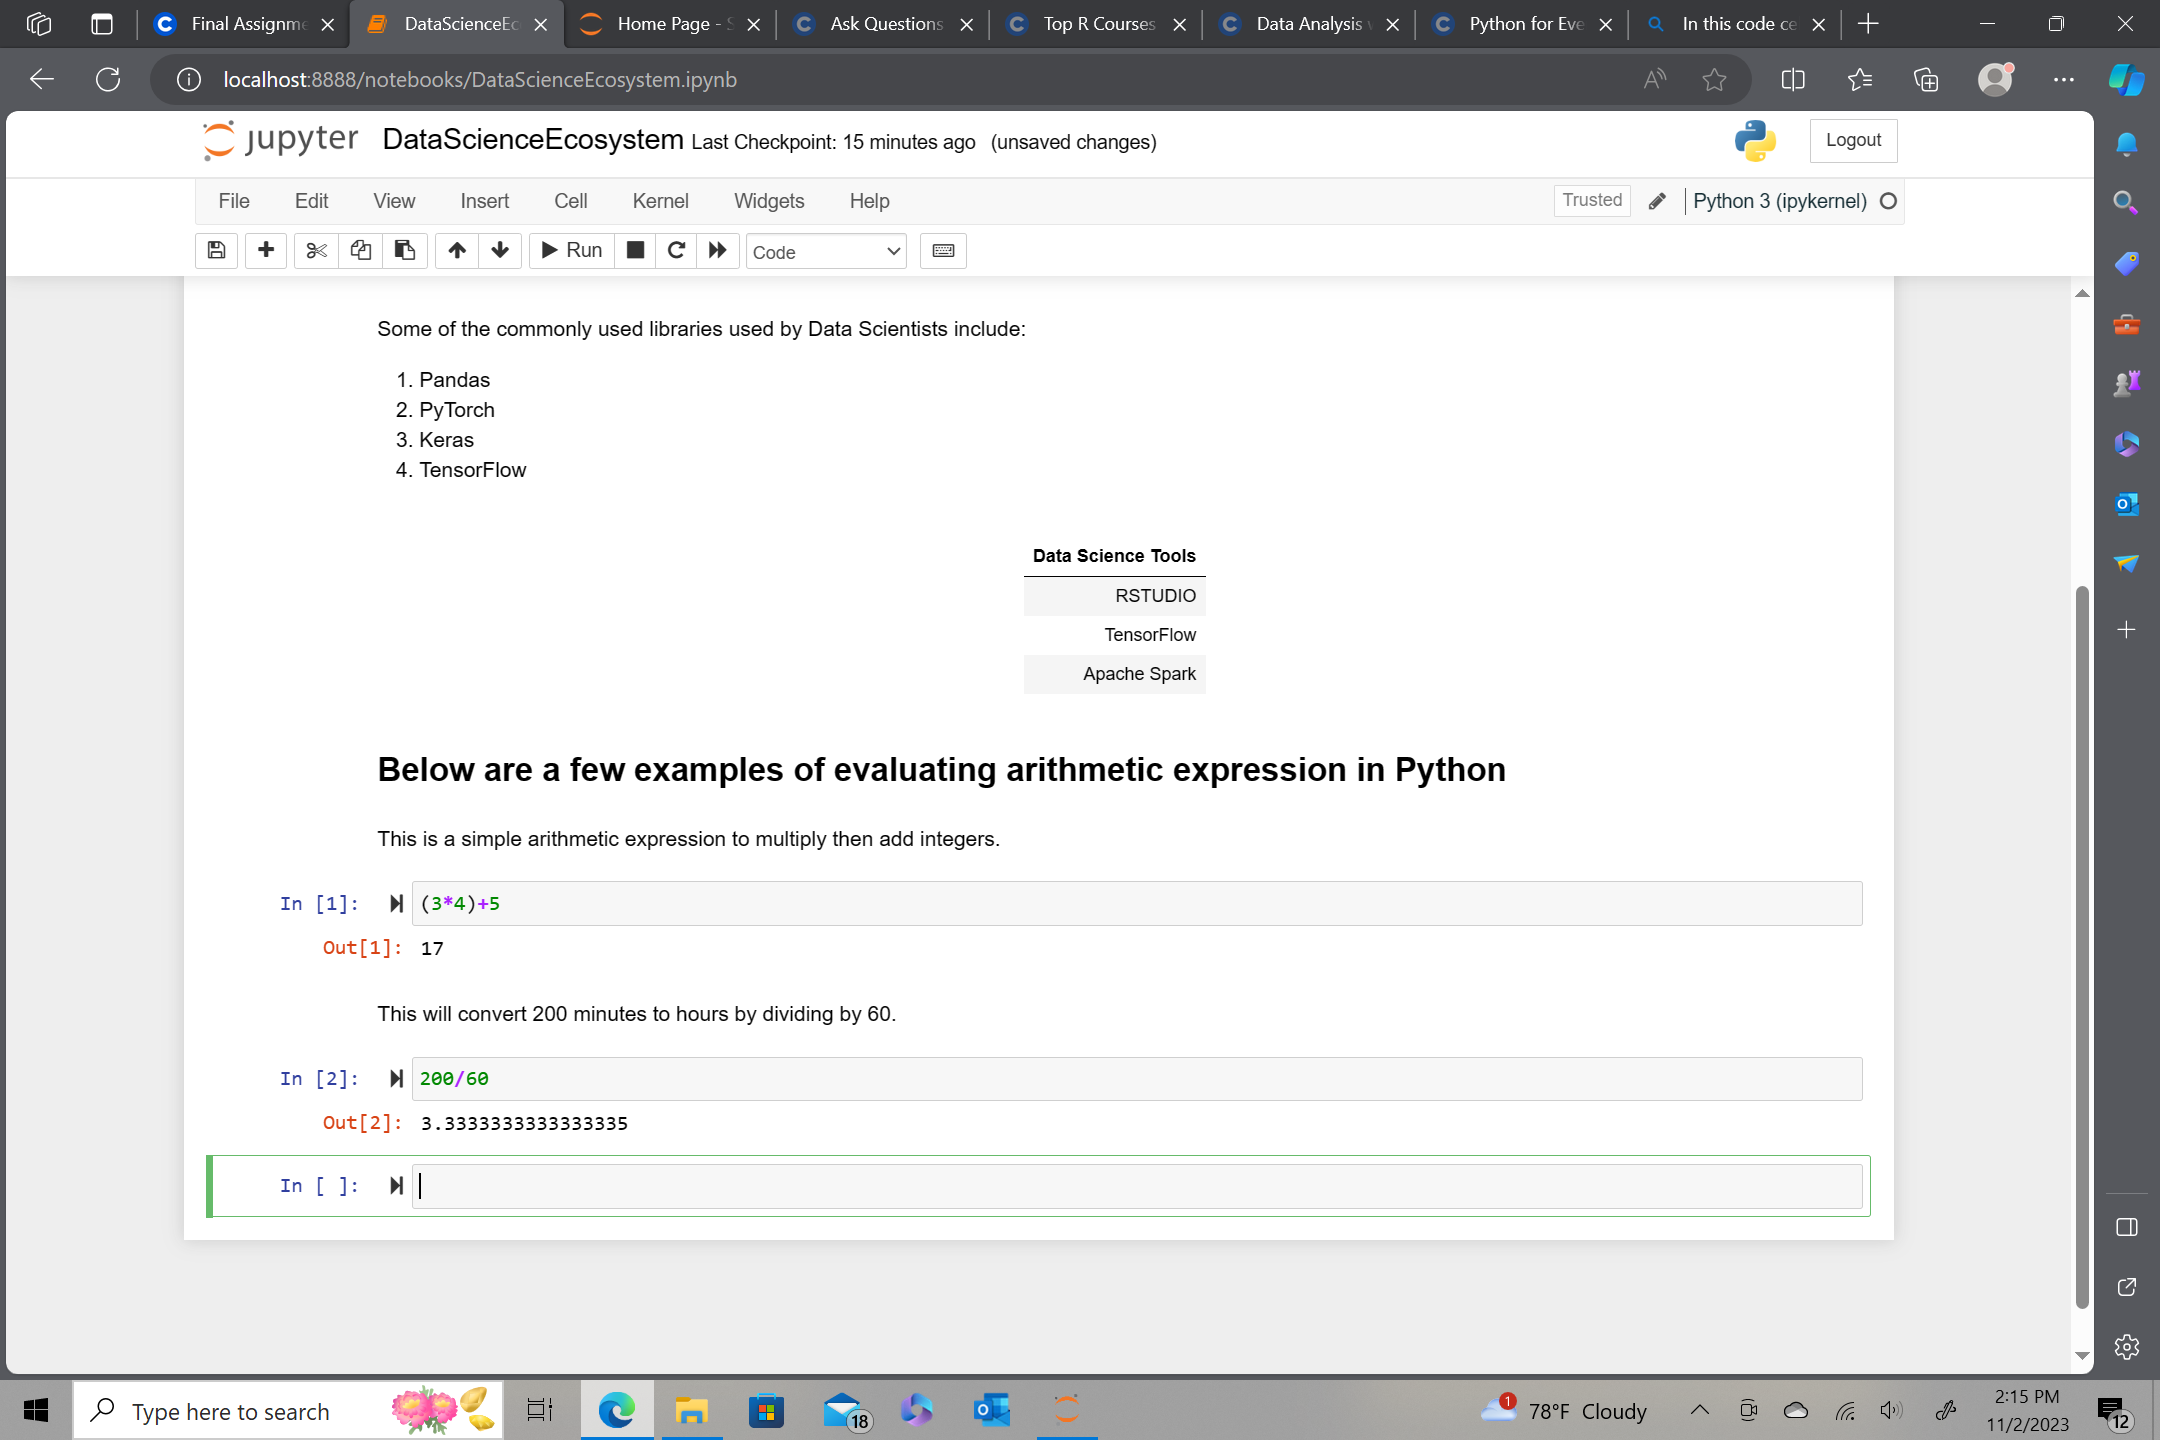 Final Assignme
DataScienceEc
Home Page - S
Ask Questions
Top R Courses
Data Analysis
Python for Eve
In this code ce
localhost:8888/notebooks/DataScienceEcosystem.ipynb
jupyter DataScienceEcosystem Last Checkpoint: 15 minutes ago (unsaved changes)
Logout
File Edit View Insert Cell Kernel Widgets Help
Trusted
Python 3 (ipykernel)
Run
Code
Some of the commonly used libraries used by Data Scientists include:
1. Pandas
2. PyTorch
3. Keras
4. TensorFlow
Data Science Tools
RSTUDIO
TensorFlow
Apache Spark
Below are a few examples of evaluating arithmetic expression in Python
This is a simple arithmetic expression to multiply then add integers.
In [1]: (3*4)+5
Out[1]: 17
This will convert 200 minutes to hours by dividing by 60.
In [2]: 200/60
Out[2]: 3.3333333333333335
In [ ]:
Type here to search
18
1
78°F Cloudy
2:15 PM
11/2/2023
12